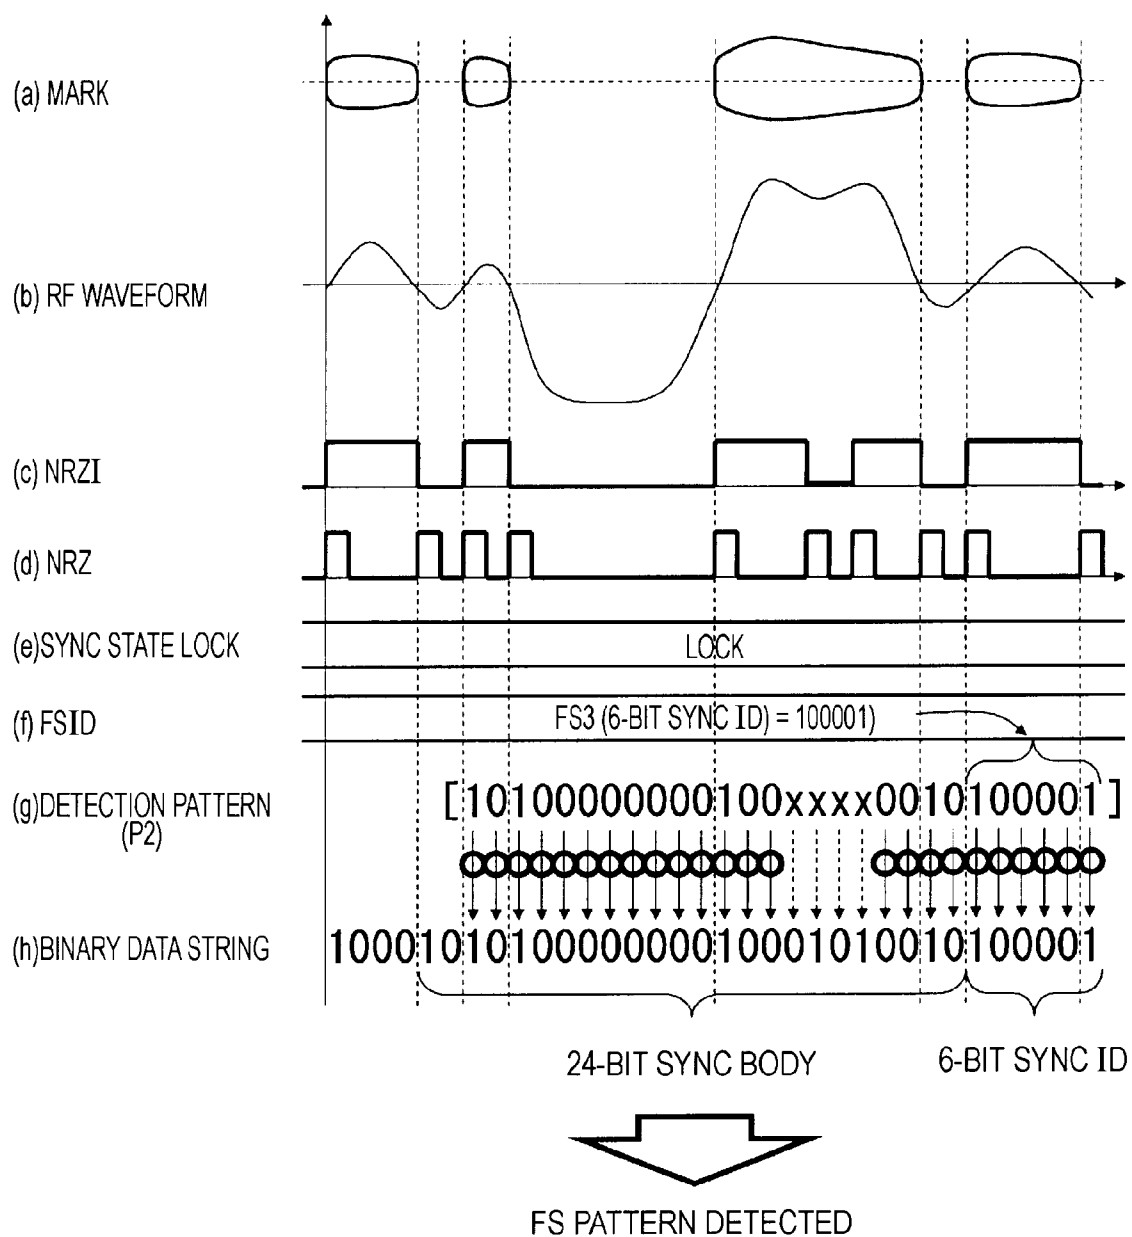 (a) MARK
(b) RF WAVEFORM
(c) NRZI
(d) NRZ
(e)SYNC STATE LOCK
LOCK
(f) FSID
FS3 (6-BIT SYNC ID) = 100001)
(g)DETECTION PATTERN
(P2)
[10100000000100xxxx0010100001]
(h)BINARY DATA STRING
1000101010000000010001010010100001
24-BIT SYNC BODY
6-BIT SYNC ID
FS PATTERN DETECTED